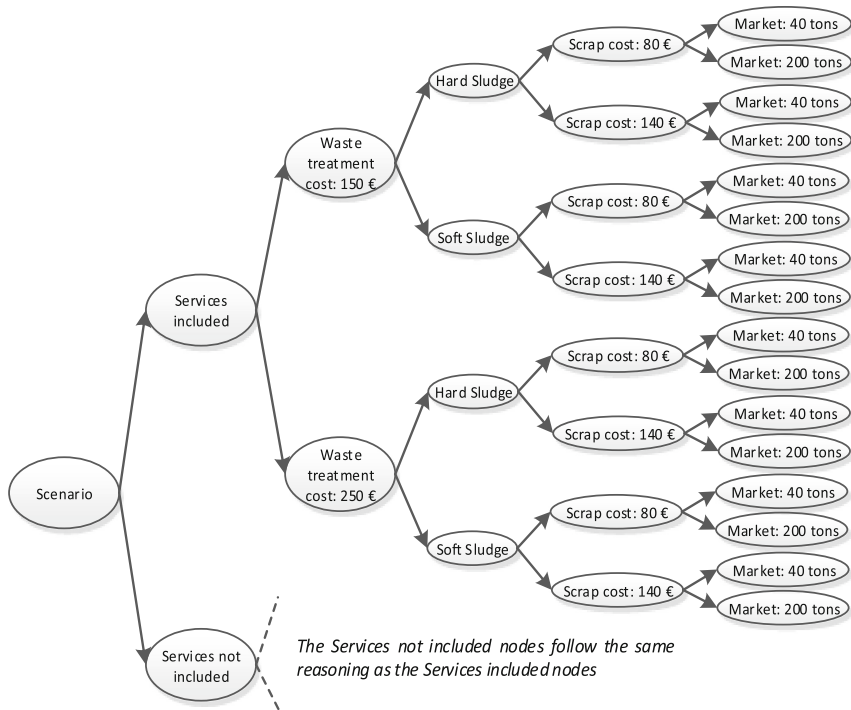 Market: 40 tons
Scrap cost: 80 €
Market: 200 tons
Hard Sludge
Market: 40 tons
Scrap cost: 140 €
Market: 200 tons
Waste
treatment
cost: 150 €
Market: 40 tons
Scrap cost: 80 €
Market: 200 tons
Soft Sludge
Market: 40 tons
Scrap cost: 140 €
Market: 200 tons
Services
included
Market: 40 tons
Scrap cost: 80 €
Market: 200 tons
Hard Sludge
Market: 40 tons
Scrap cost: 140 €
Market: 200 tons
Waste
treatment
cost: 250 €
Scenario
Market: 40 tons
Scrap cost: 80 €
Market: 200 tons
Soft Sludge
Market: 40 tons
Scrap cost: 140 €
Market: 200 tons
Services not
included
The Services not included nodes follow the same
reasoning as the Services included nodes